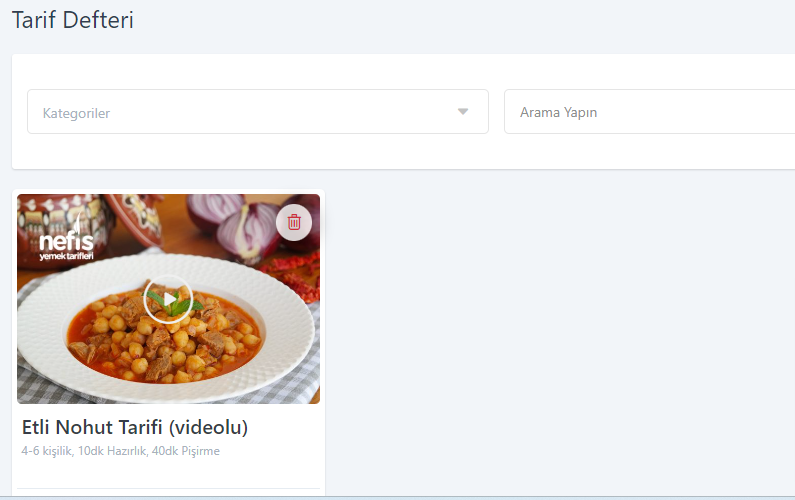 Tarif Defteri
Kategoriler
Arama Yapın
nefis
yemek tarifleri
Etli Nohut Tarifi (videolu)
4-6 kişilik, 10dk Hazırlık, 40dk Pişirme